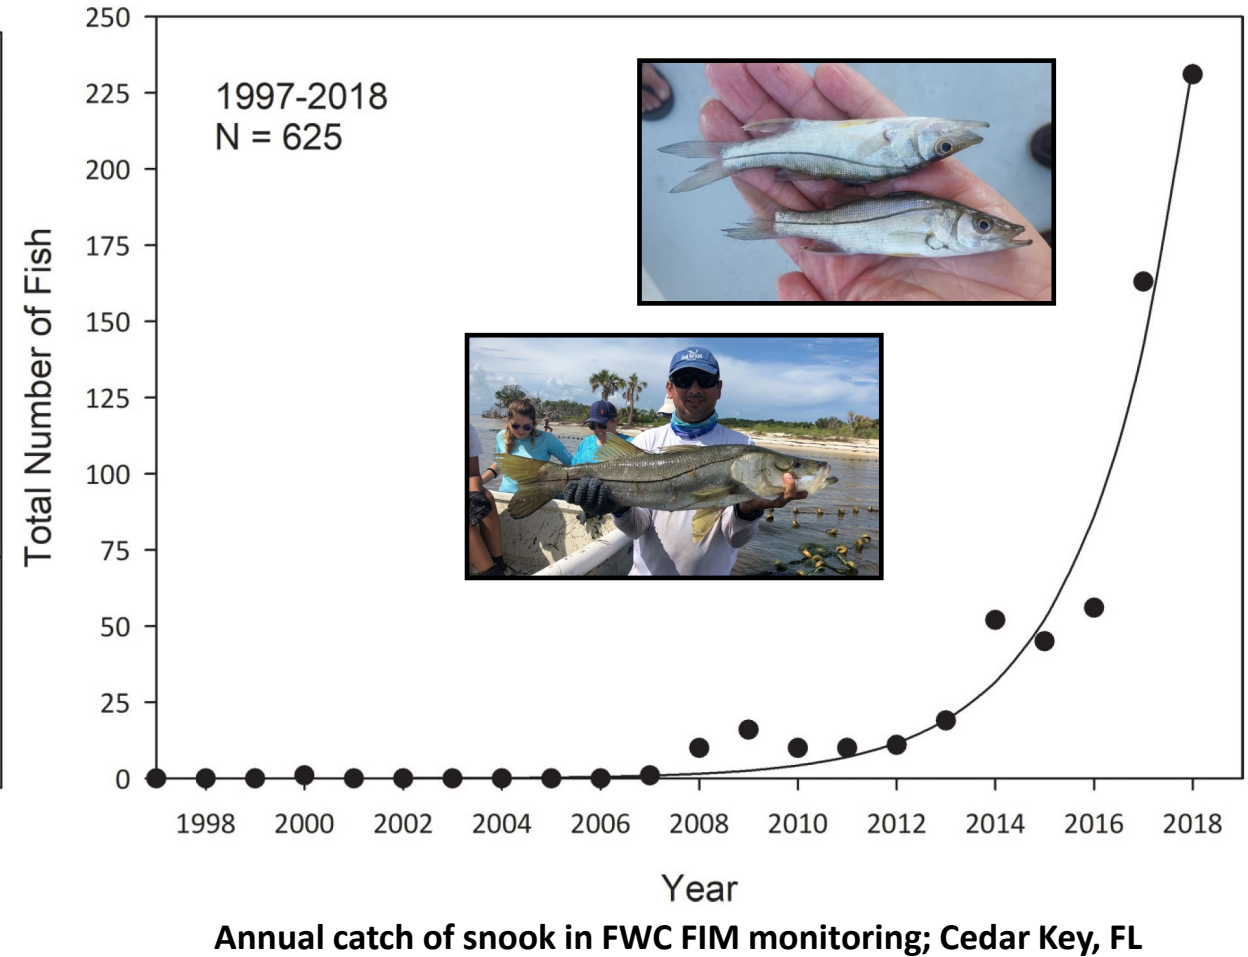 250
225
200
175
150
125
100
75
50
25
0
Total Number of Fish
1997-2018
N = 625
1998 2000 2002 2004 2006 2008 2010 2012 2014 2016 2018
Year
Annual catch of snook in FWC FIM monitoring; Cedar Key, FL